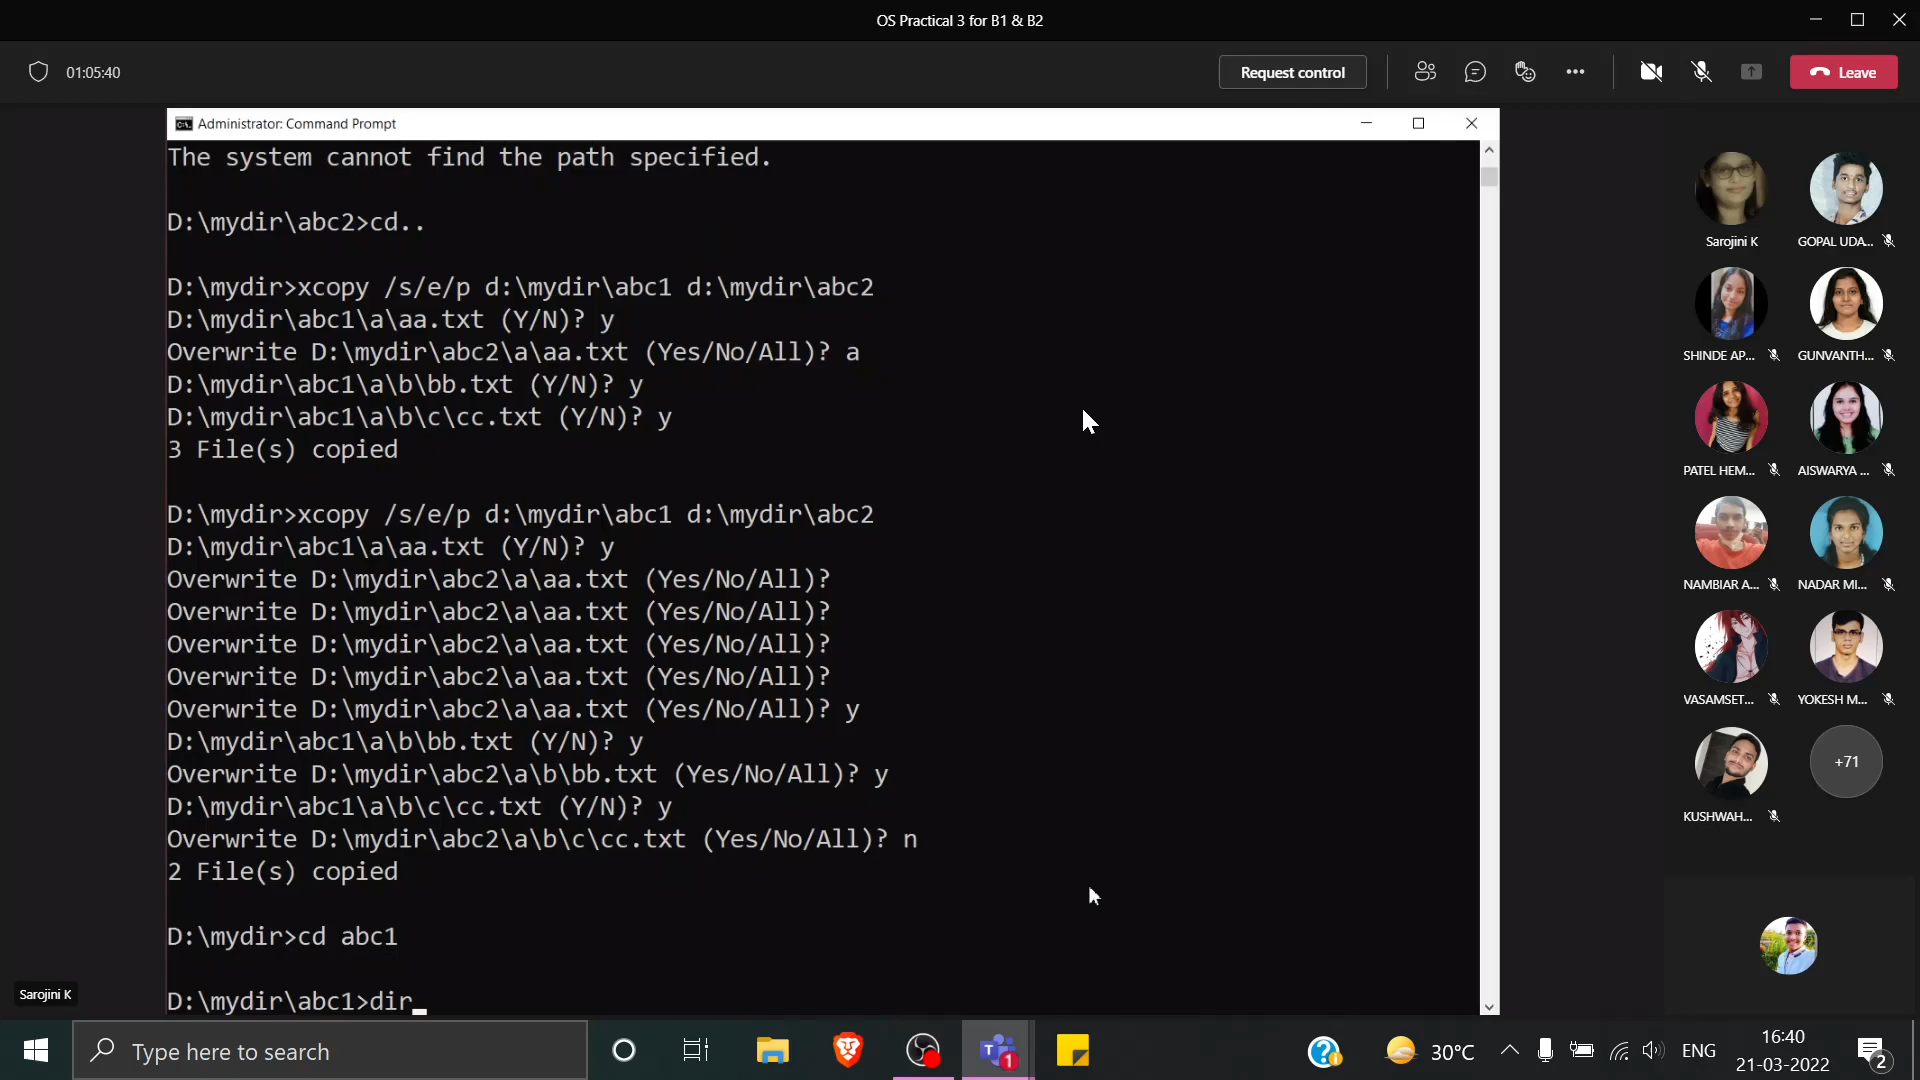 OS Practical 3 for B1 & B2
01:05:40
Request control
Leave
Administrator: Command Prompt
The system cannot find the path specified.
D:\mydir\abc2>cd..
D:\mydir>xcopy /s/e/p d:\mydir\abc1 d:\mydir\abc2
D:\mydir\abc1\a\aa.txt (Y/N)? y
Overwrite D:\mydir\abc2\a\aa.txt (Yes/No/All)? a
D:\mydir\abc1\a\b\bb.txt (Y/N)? y
D:\mydir\abc1\a\b\c\cc.txt (Y/N)? y
3 File(s) copied
D:\mydir>xcopy /s/e/p d:\mydir\abc1 d:\mydir\abc2
D:\mydir\abc1\a\aa.txt (Y/N)? y
Overwrite D:\mydir\abc2\a\aa.txt (Yes/No/All)?
Overwrite D:\mydir\abc2\a\aa.txt (Yes/No/All)?
Overwrite D:\mydir\abc2\a\aa.txt (Yes/No/All)?
Overwrite D:\mydir\abc2\a\aa.txt (Yes/No/All)?
Overwrite D:\mydir\abc2\a\aa.txt (Yes/No/All)? y
D:\mydir\abc1\a\b\bb.txt (Y/N)? y
Overwrite D:\mydir\abc2\a\b\bb.txt (Yes/No/All)? y
D:\mydir\abc1\a\b\c\cc.txt (Y/N)? y
Overwrite D:\mydir\abc2\a\b\c\cc.txt (Yes/No/All)? n
2 File(s) copied
D:\mydir>cd abc1
D:\mydir\abc1>dir_
Sarojini K
Sarojini K GOPAL UDA...
SHINDE AP... GUNVANTH...
PATEL HEM... AISWARYA ...
NAMBIAR A... NADAR MI...
VASAMSET... YOKESH M...
+71
KUSHWAH...
Type here to search
1
30°C
ENG
16:40
21-03-2022
2